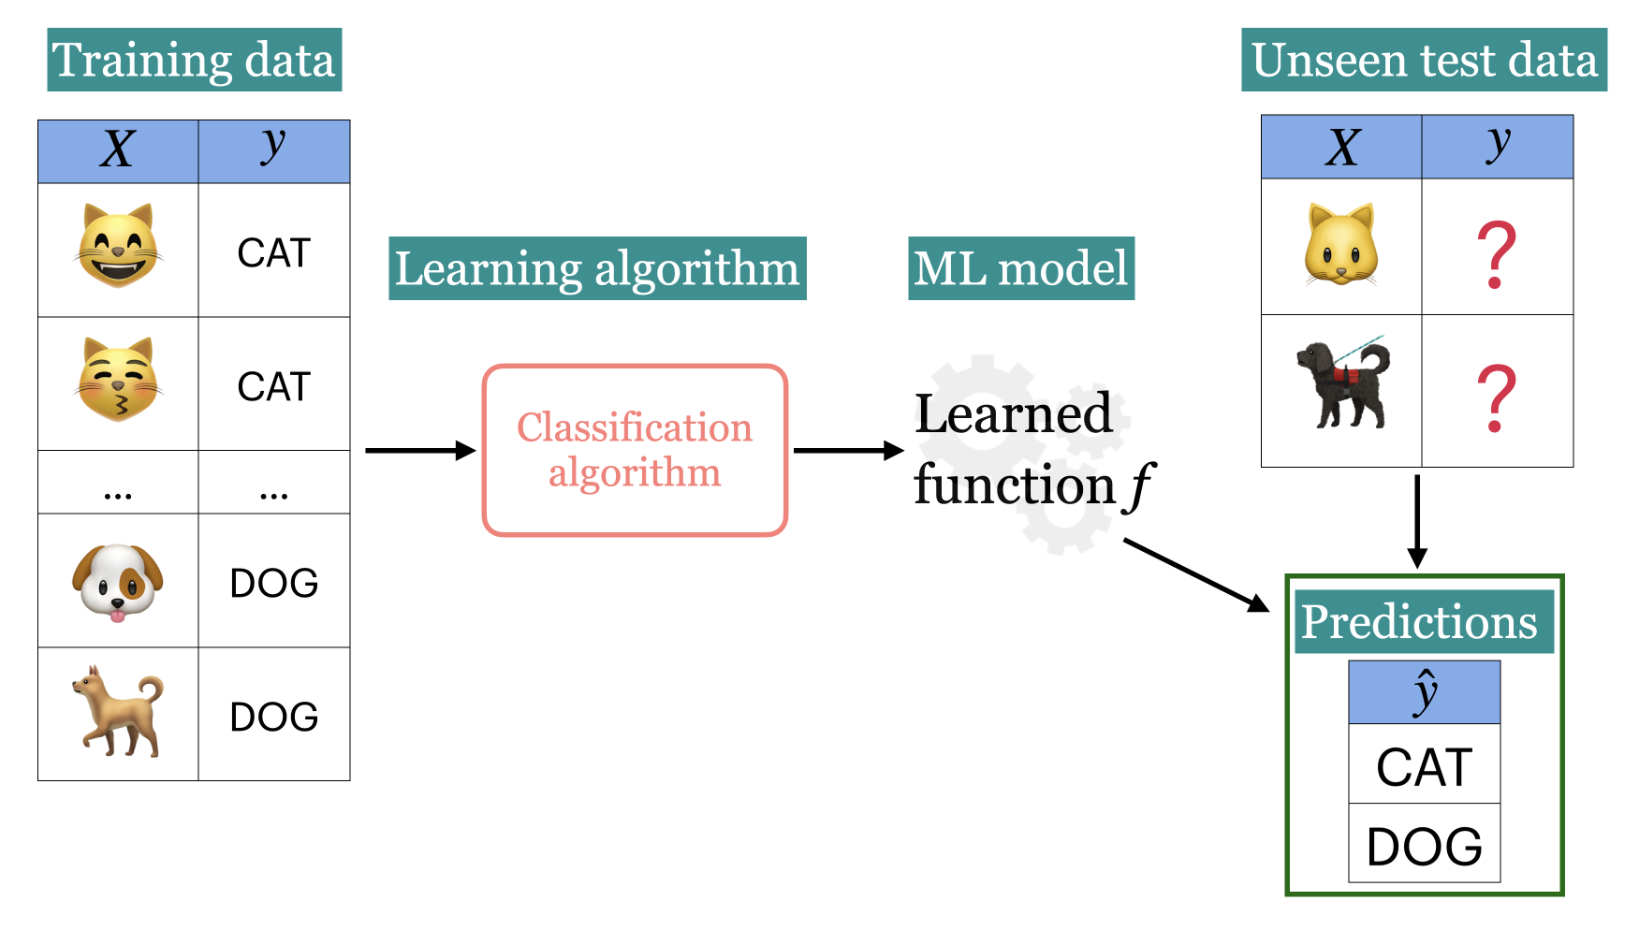 Training data
X y
CAT
CAT
... ...
DOG
DOG
Learning algorithm
Classification
algorithm
ML model
Learned
function f
Unseen test data
X y
?
?
Predictions
ŷ
CAT
DOG